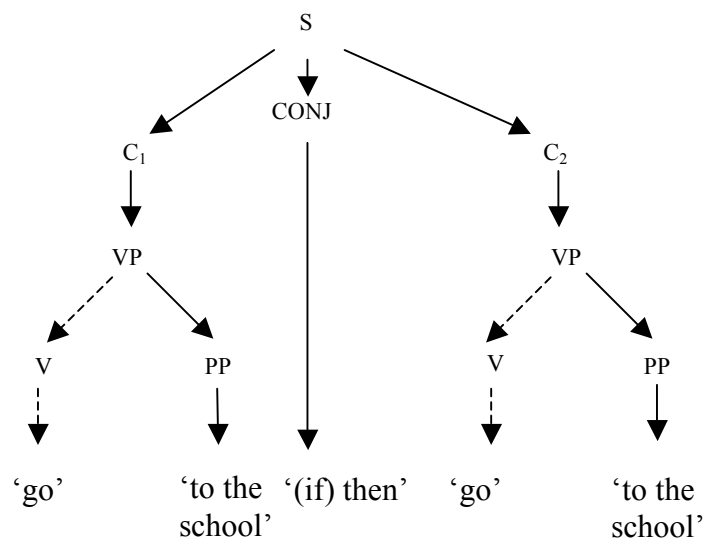 S
CONJ
C₁ C₂
VP VP
V PP V PP
‘go’ ‘to the school’ ‘(if) then’ ‘go’ ‘to the school’